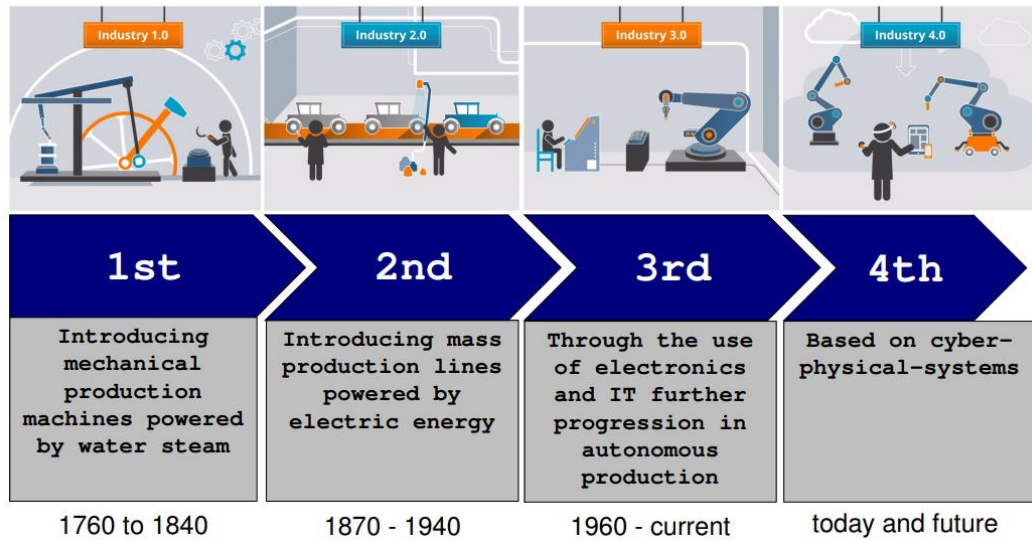 Industry 1.0
Industry 2.0
Industry 3.0
Industry 4.0
1st
2nd
3rd
4th
Introducing
mechanical
production
machines powered
by water steam
Introducing mass
production lines
powered by
electric energy
Through the use
of electronics
and IT further
progression in
autonomous
production
Based on cyber-
physical-systems
1760 to 1840
1870 - 1940
1960 - current
today and future